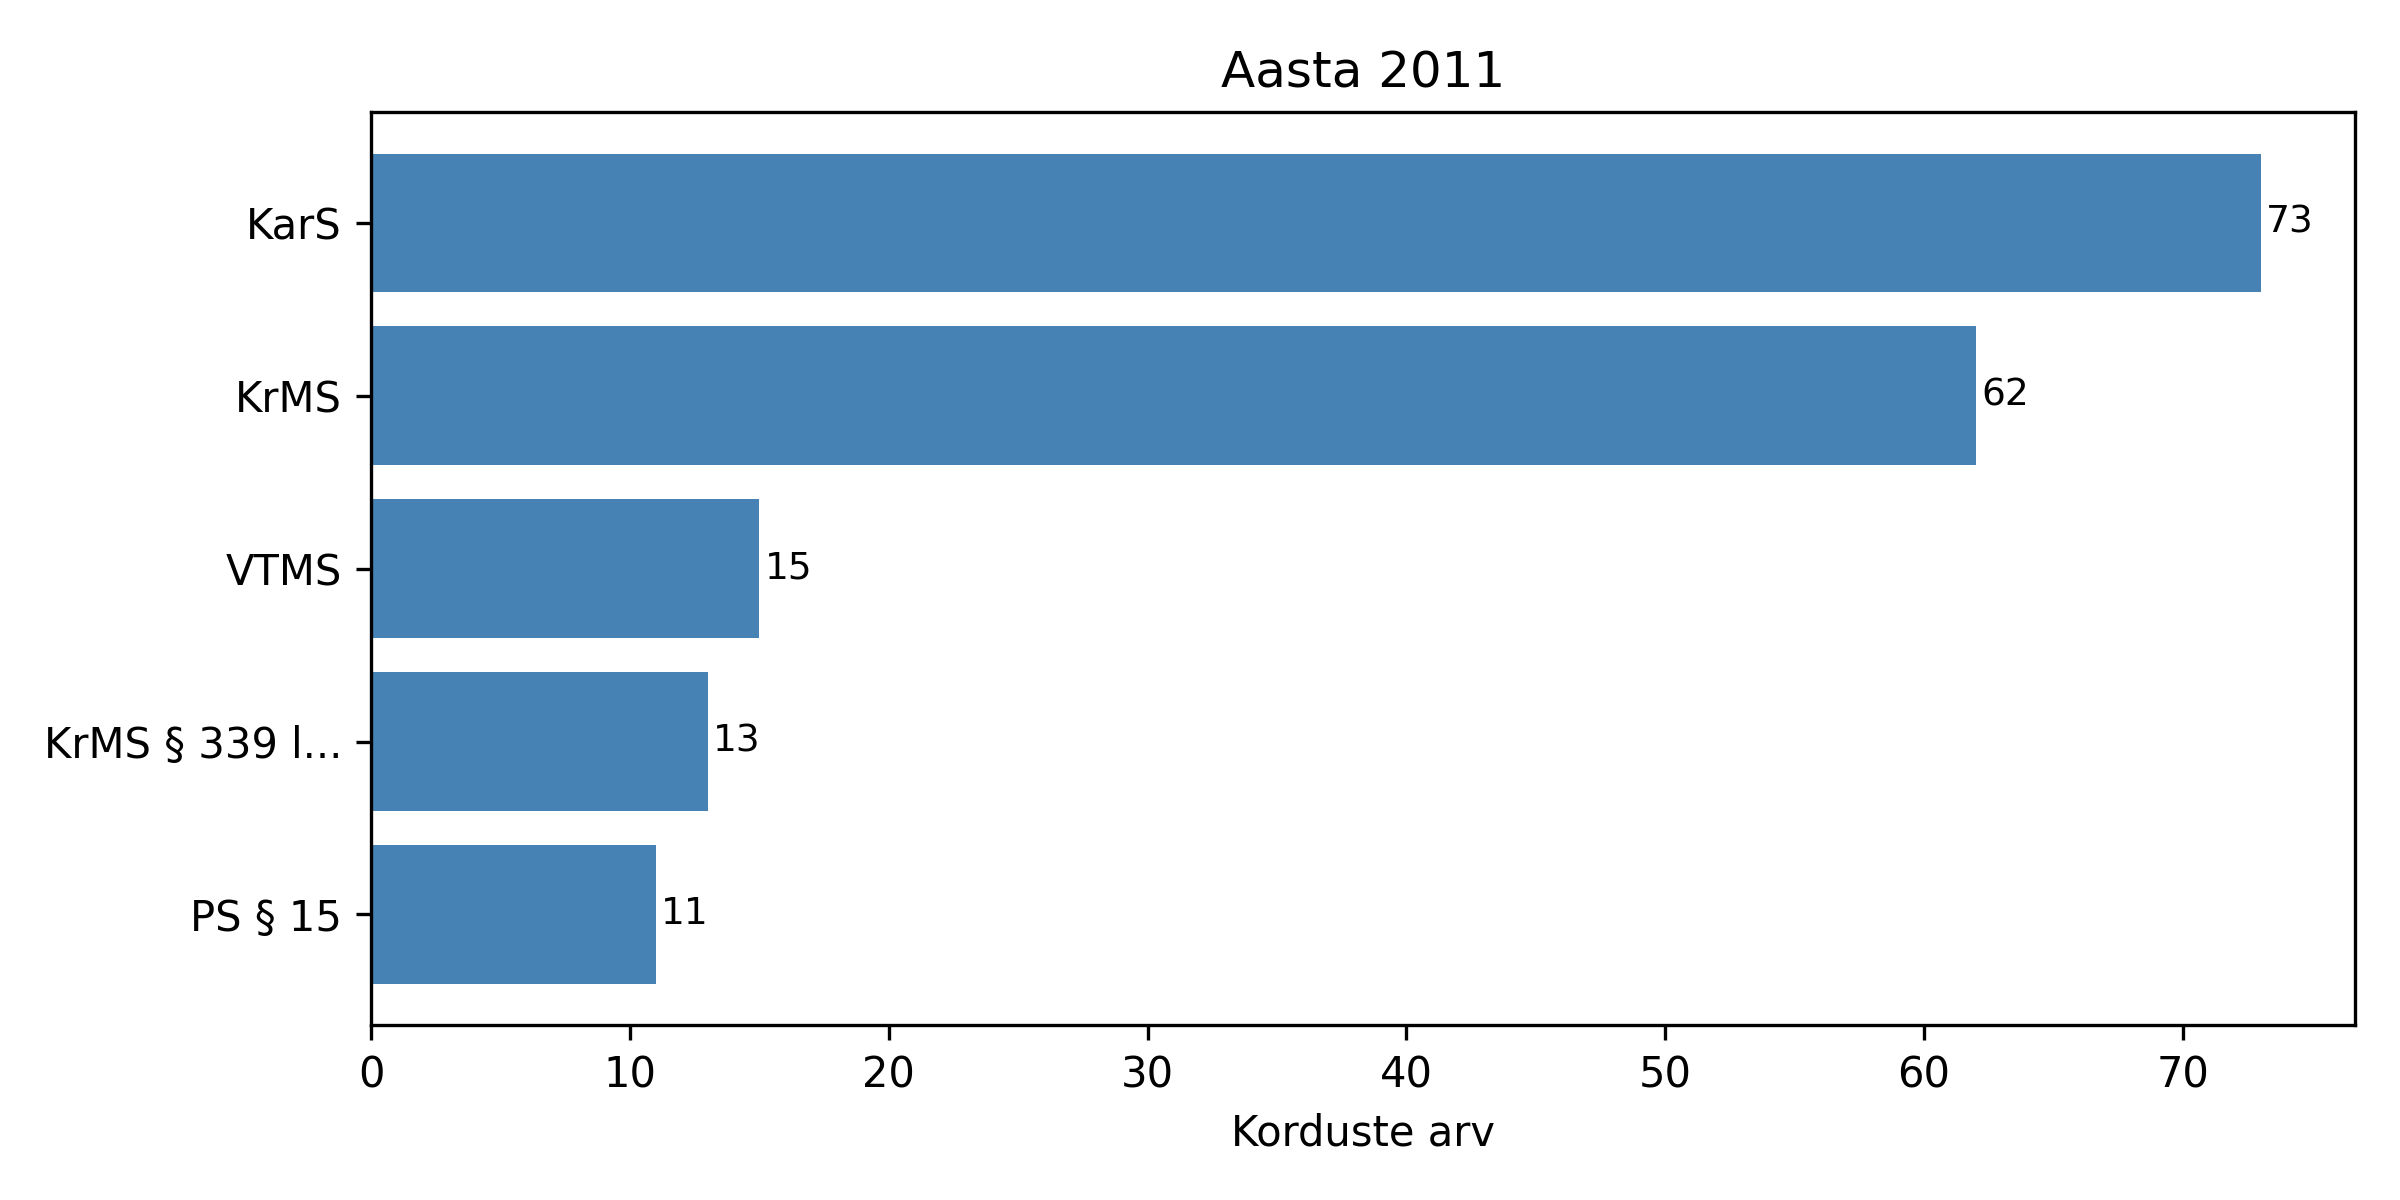 Aasta 2011
KarS
73
KrMS
62
VTMS
15
KrMS § 339 l...
13
PS § 15
11
0 10 20 30 40 50 60 70
Korduste arv